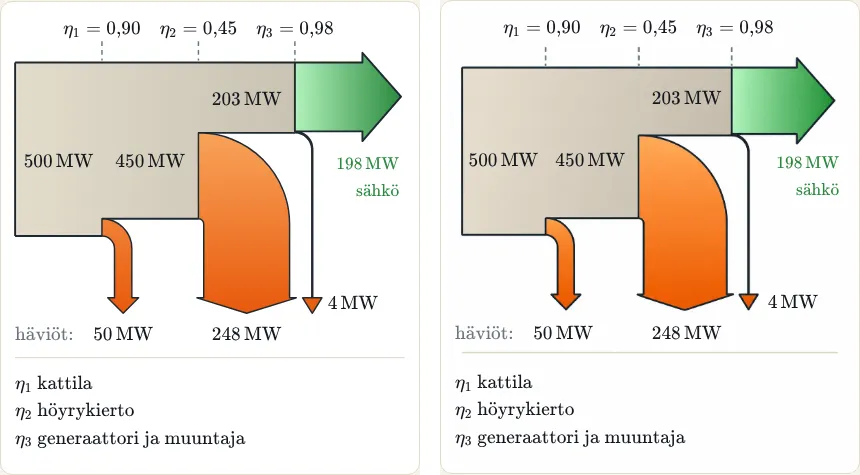 η₁ = 0,90 η₂ = 0,45 η₃ = 0,98
203 MW
500 MW 450 MW
198 MW
sähkö
4 MW
häviöt: 50 MW 248 MW
η₁ kattila
η₂ höyrykierto
η₃ generaattori ja muuntaja
η₁ = 0,90 η₂ = 0,45 η₃ = 0,98
203 MW
500 MW 450 MW
198 MW
sähkö
4 MW
häviöt: 50 MW 248 MW
η₁ kattila
η₂ höyrykierto
η₃ generaattori ja muuntaja